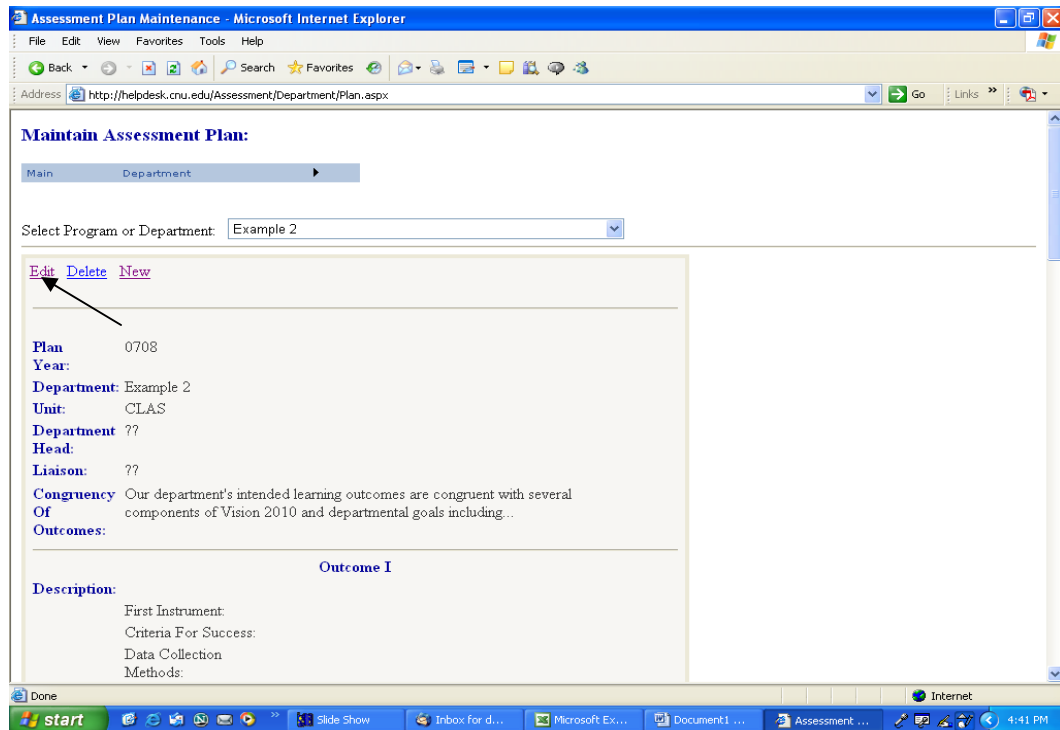 Assessment Plan Maintenance - Microsoft Internet Explorer
File Edit View Favorites Tools Help
Back Search Favorites
Address http://helpdesk.cnu.edu/Assessment/Department/Plan.aspx Go Links »
Maintain Assessment Plan:
Main Department
Select Program or Department: Example 2
Edit Delete New
Plan Year: 0708
Department: Example 2
Unit: CLAS
Department Head: ??
Liaison: ??
Congruency Our department's intended learning outcomes are congruent with several
Of components of Vision 2010 and departmental goals including...
Outcomes:
Outcome I
Description:
First Instrument:
Criteria For Success:
Data Collection
Methods:
Done Internet
start » Slide Show Inbox for d... Microsoft Ex... Document1 ... Assessment ... 4:41 PM